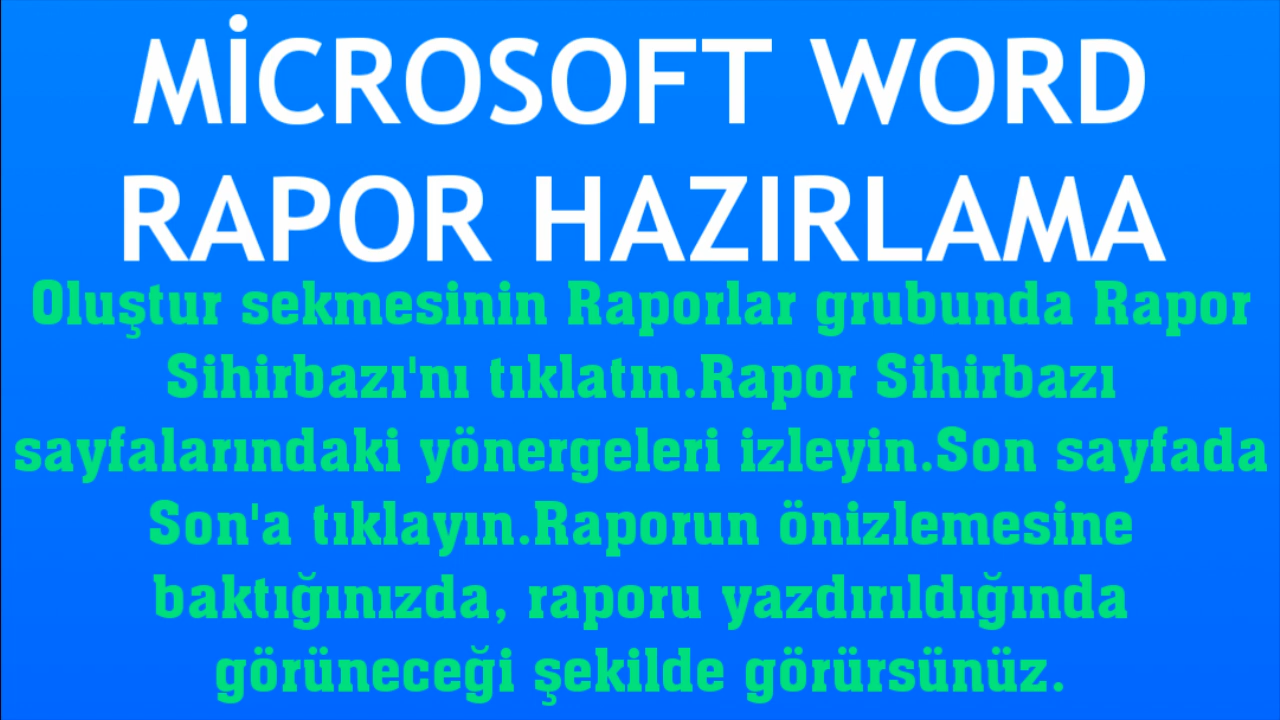 MİCROSOFT WORD
RAPOR HAZIRLAMA
Oluştur sekmesinin Raporlar grubunda Rapor
Sihirbazı'nı tıklatın.Rapor Sihirbazı
sayfalarındaki yönergeleri izleyin.Son sayfada
Son'a tıklayın.Raporun önizlemesine
baktığınızda, raporu yazdırıldığında
görüneceği şekilde görürsünüz.